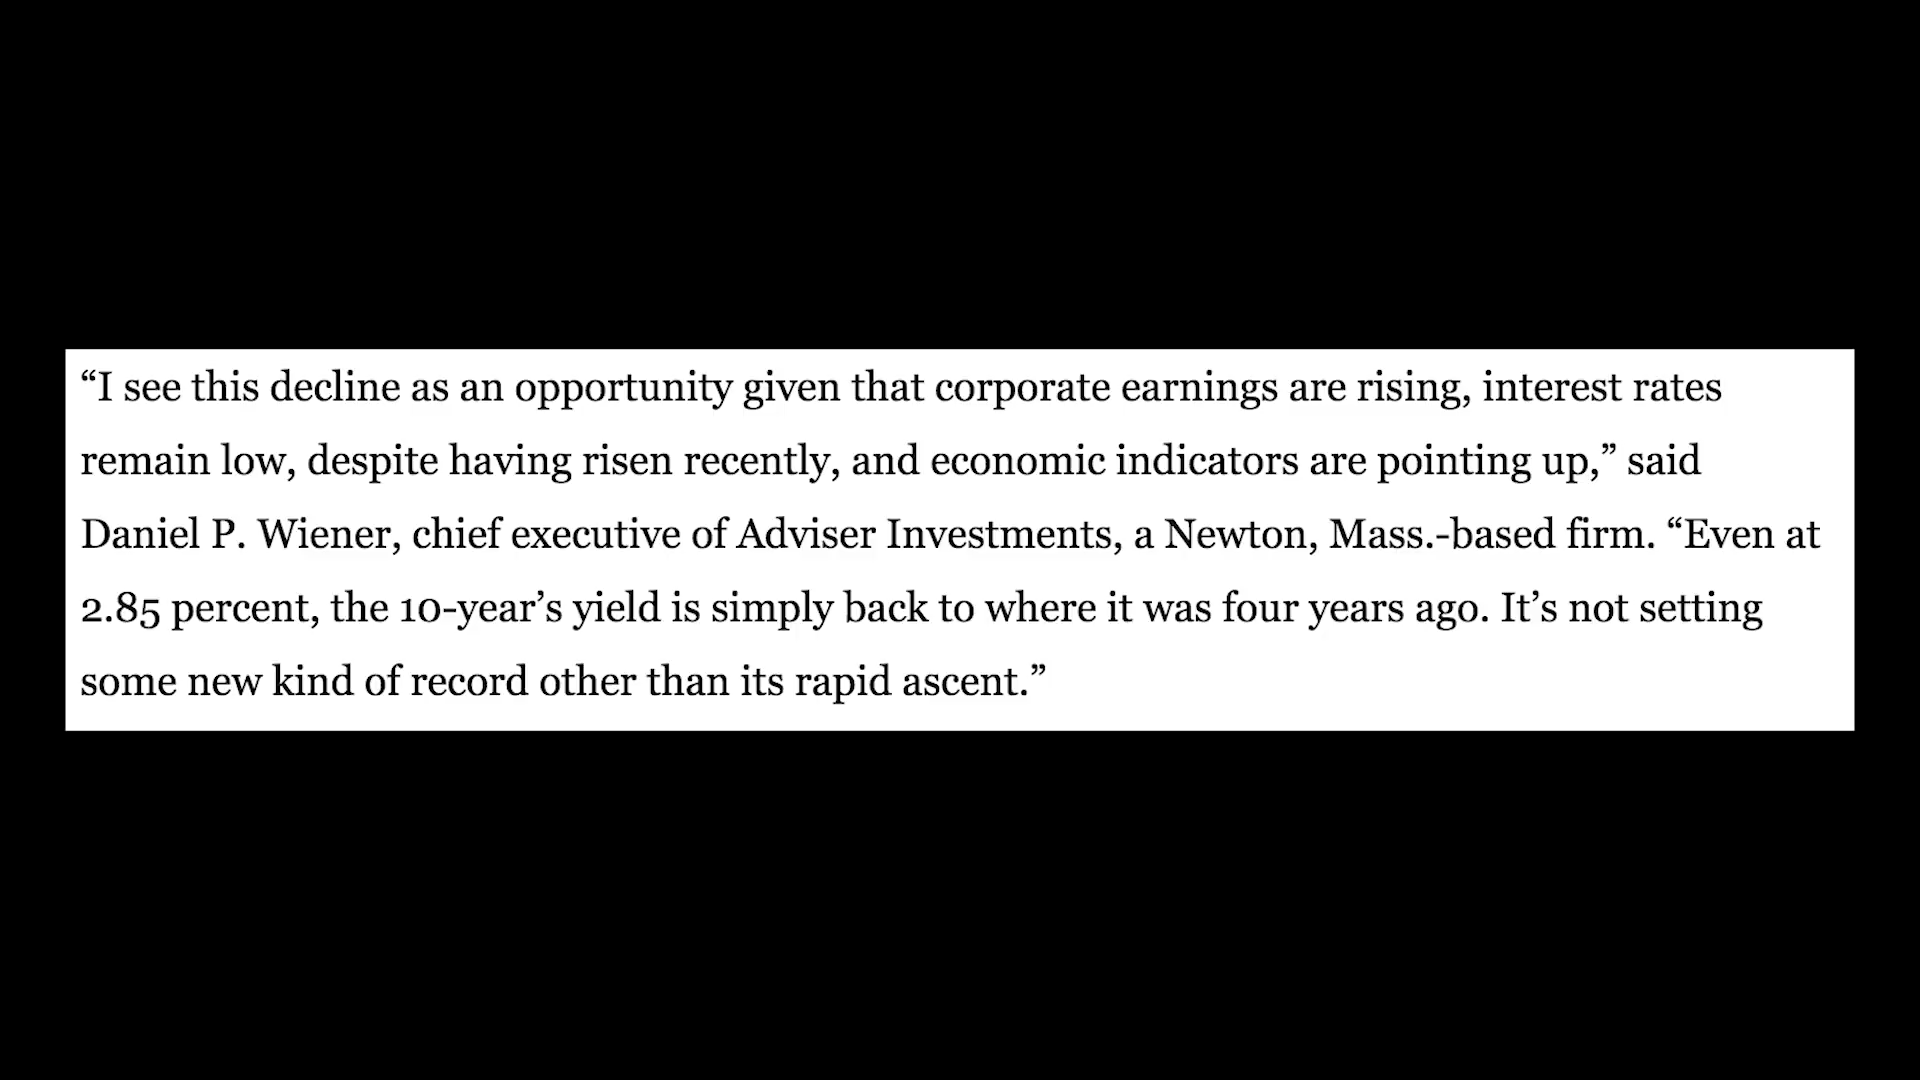 “I see this decline as an opportunity given that corporate earnings are rising, interest rates
remain low, despite having risen recently, and economic indicators are pointing up,” said
Daniel P. Wiener, chief executive of Adviser Investments, a Newton, Mass.-based firm. “Even at
2.85 percent, the 10-year’s yield is simply back to where it was four years ago. It’s not setting
some new kind of record other than its rapid ascent.”